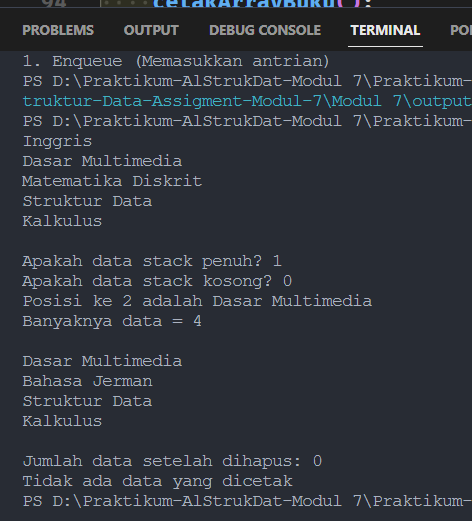 94 cetakArrayBuku();
PROBLEMS OUTPUT DEBUG CONSOLE TERMINAL PO
1. Enqueue (Memasukkan antrian)
PS D:\Praktikum-AlStrukDat-Modul 7\Praktikum-
truktur-Data-Assigment-Modul-7\Modul 7\output
PS D:\Praktikum-AlStrukDat-Modul 7\Praktikum-
Inggris
Dasar Multimedia
Matematika Diskrit
Struktur Data
Kalkulus
Apakah data stack penuh? 1
Apakah data stack kosong? 0
Posisi ke 2 adalah Dasar Multimedia
Banyaknya data = 4
Dasar Multimedia
Bahasa Jerman
Struktur Data
Kalkulus
Jumlah data setelah dihapus: 0
Tidak ada data yang dicetak
PS D:\Praktikum-AlStrukDat-Modul 7\Praktikum-